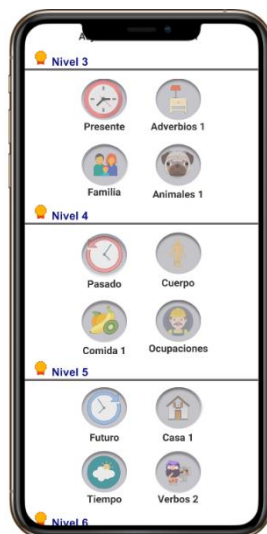 Nivel 3
Presente Adverbios 1
Familia Animales 1
Nivel 4
Pasado Cuerpo
Comida 1 Ocupaciones
Nivel 5
Futuro Casa 1
Tiempo Verbos 2
Nivel 6